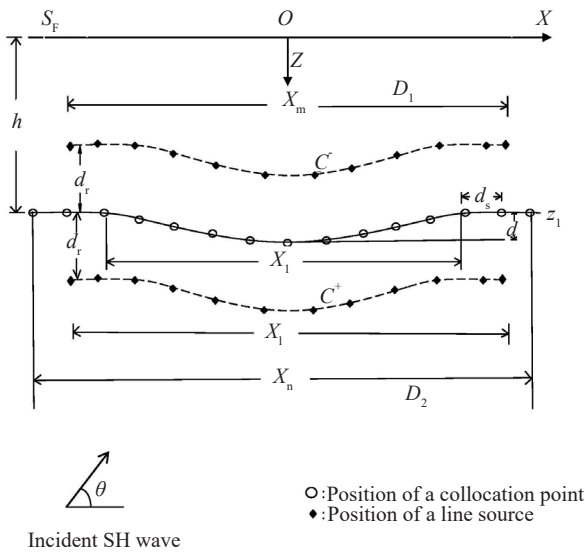 S_F O X
Z
X_m D_1
h
C^-
d_r d_s
z_1
d_r d
X_1
C^+
X_l
X_n D_2
θ
Incident SH wave
:Position of a collocation point
:Position of a line source